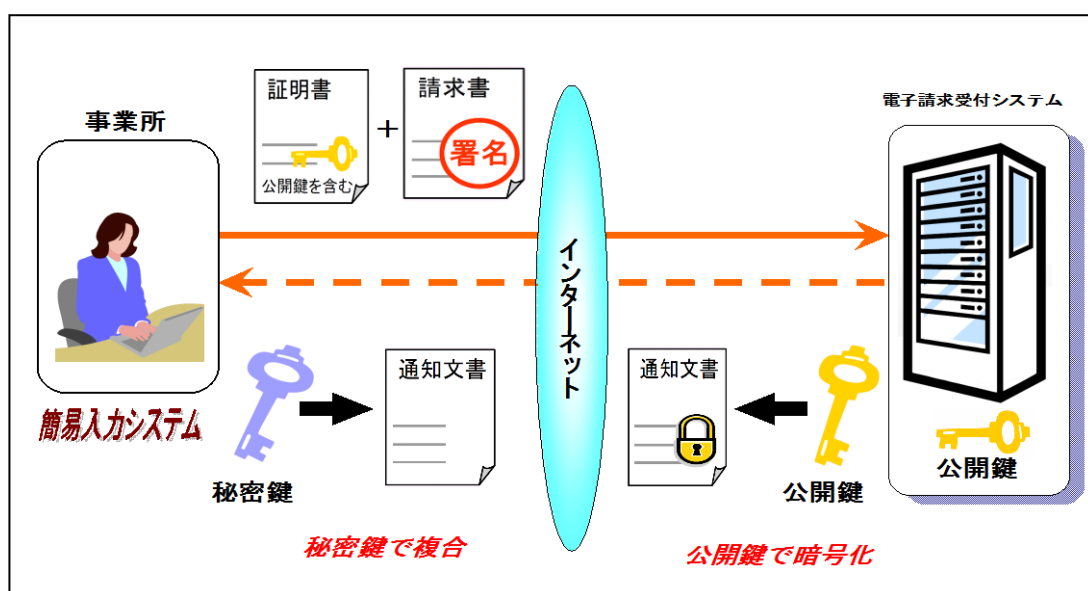 証明書
公開鍵を含む
+
請求書
署名
電子請求受付システム
事業所
インターネット
簡易入力システム
通知文書
通知文書
秘密鍵
公開鍵
公開鍵
秘密鍵で複合
公開鍵で暗号化